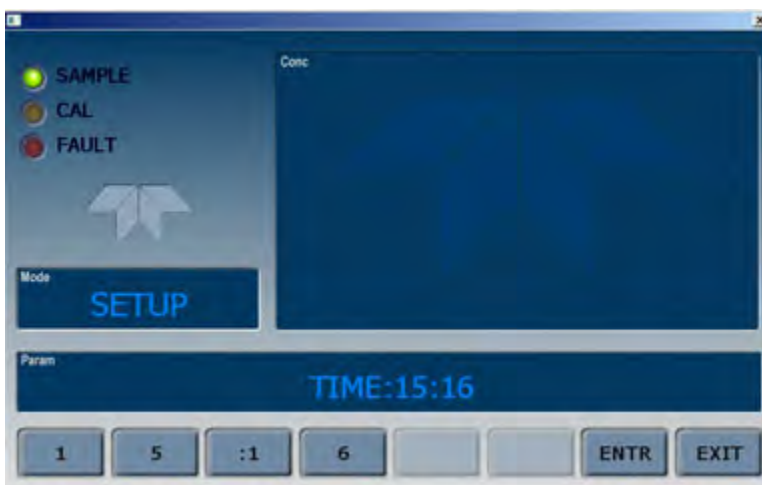 SAMPLE
CAL
FAULT
Conc
Mode
SETUP
Param
TIME:15:16
1 5 :1 6 ENTR EXIT